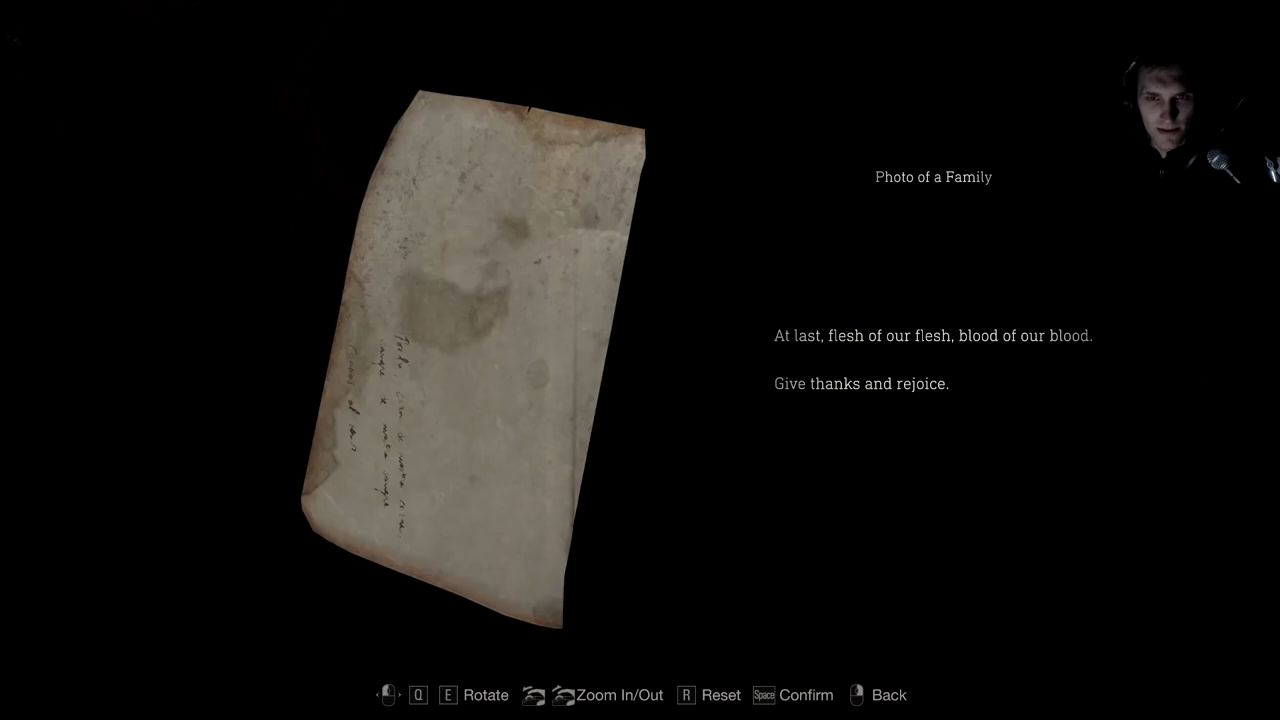 Photo of a Family
At last, flesh of our flesh, blood of our blood.
Give thanks and rejoice.
Q E Rotate Zoom In/Out R Reset Space Confirm Back